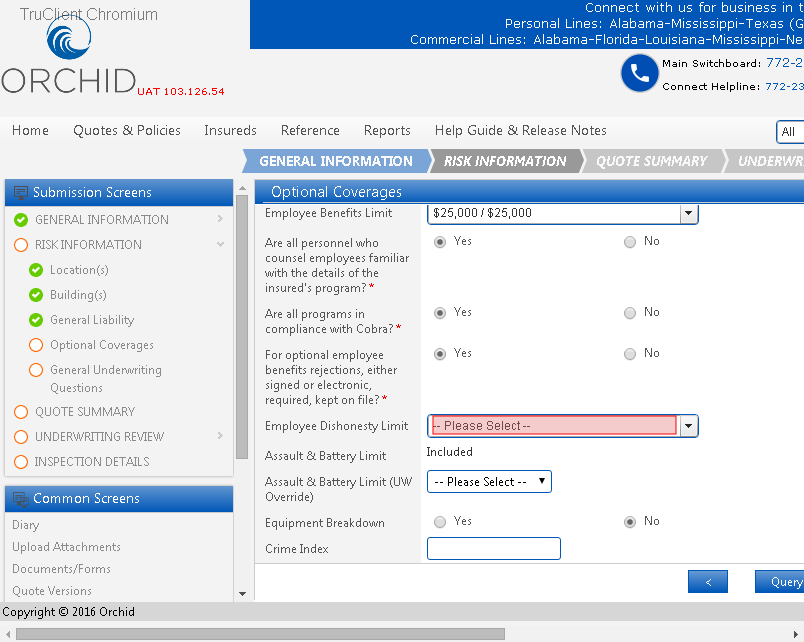 TruClient Chromium
ORCHID
UAT 103.126.54
Connect with us for business in t
Personal Lines: Alabama-Mississippi-Texas (G
Commercial Lines: Alabama-Florida-Louisiana-Mississippi-Ne
Main Switchboard: 772-2
Connect Helpline: 772-23
Home Quotes & Policies Insureds Reference Reports Help Guide & Release Notes All
GENERAL INFORMATION RISK INFORMATION QUOTE SUMMARY UNDERWR
Submission Screens
GENERAL INFORMATION
RISK INFORMATION
Location(s)
Building(s)
General Liability
Optional Coverages
General Underwriting
Questions
QUOTE SUMMARY
UNDERWRITING REVIEW
INSPECTION DETAILS
Common Screens
Diary
Upload Attachments
Documents/Forms
Quote Versions
Optional Coverages
Employee Benefits Limit $25,000 / $25,000
Are all personnel who Yes No
counsel employees familiar
with the details of the
insured's program? *
Are all programs in Yes No
compliance with Cobra? *
For optional employee Yes No
benefits rejections, either
signed or electronic,
required, kept on file? *
Employee Dishonesty Limit -- Please Select --
Assault & Battery Limit Included
Assault & Battery Limit (UW -- Please Select --
Override)
Equipment Breakdown Yes No
Crime Index
< Query
Copyright © 2016 Orchid